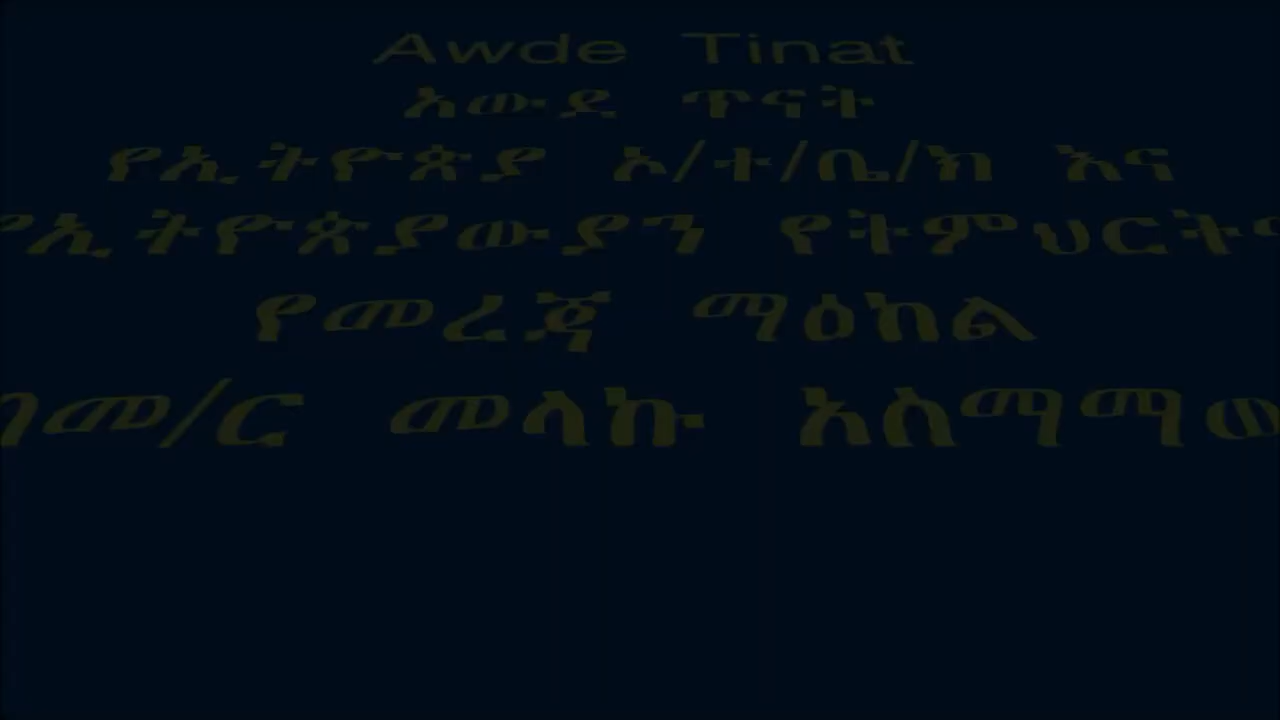 Awde Tinat
አውደ ጥናት
የኢትዮጵያ ኦ/ተ/ቤ/ክ እና
የኢትዮጵያውያን የትምህርት
የመረጃ ማዕከል
መላኩ